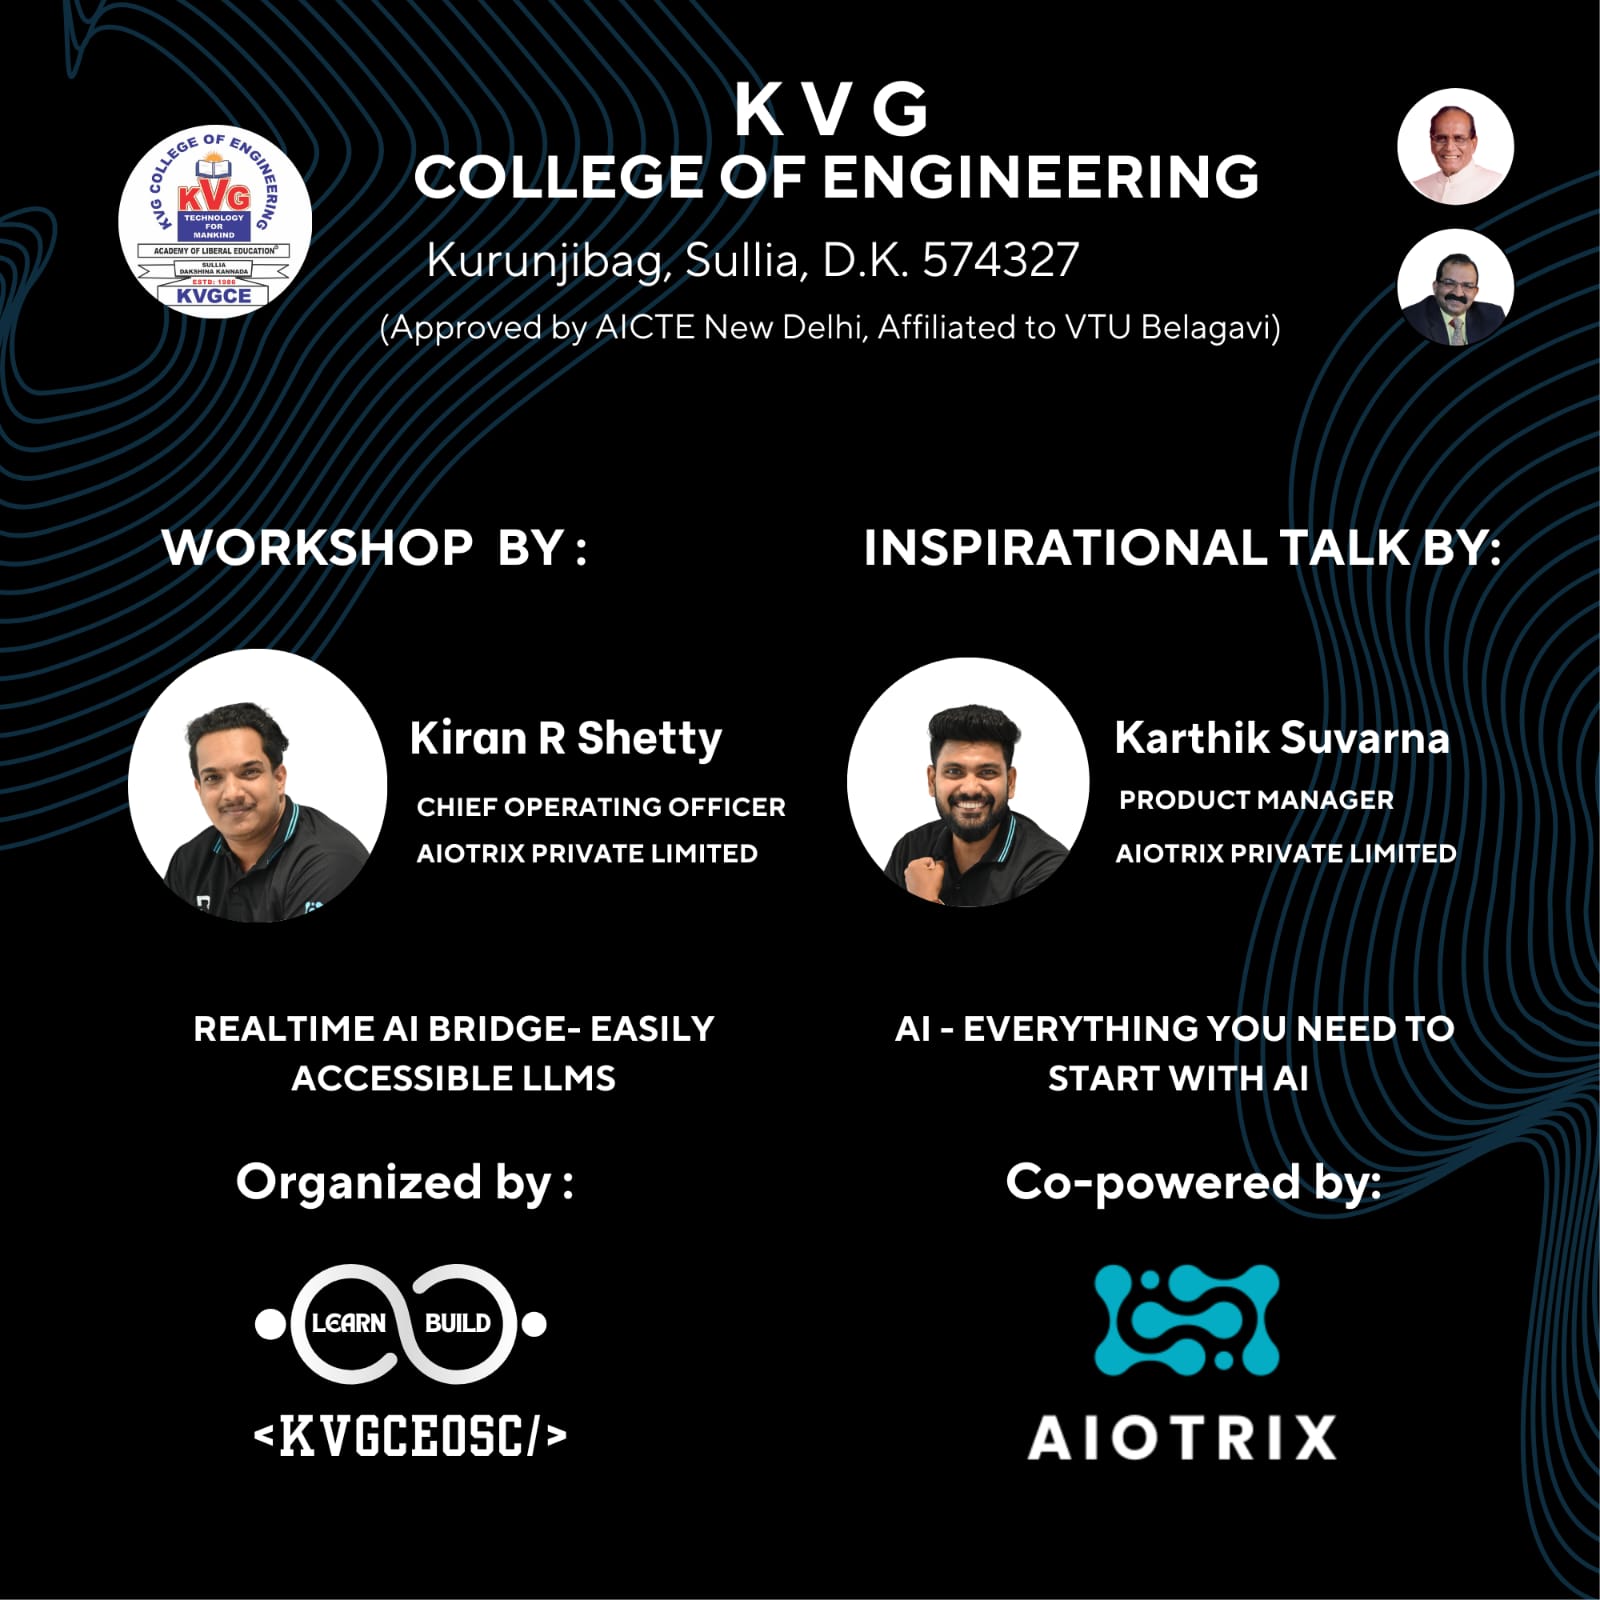 K V G
COLLEGE OF ENGINEERING
Kurunjibag, Sullia, D.K. 574327
(Approved by AICTE New Delhi, Affiliated to VTU Belagavi)
KVG COLLEGE OF ENGINEERING
KVG
TECHNOLOGY
FOR
MANKIND
ACADEMY OF LIBERAL EDUCATION®
SULLIA
DAKSHINA KANNADA
ESTD: 1986
KVGCE
WORKSHOP BY :
Kiran R Shetty
CHIEF OPERATING OFFICER
AIOTRIX PRIVATE LIMITED
REALTIME AI BRIDGE- EASILY
ACCESSIBLE LLMS
INSPIRATIONAL TALK BY:
Karthik Suvarna
PRODUCT MANAGER
AIOTRIX PRIVATE LIMITED
AI - EVERYTHING YOU NEED TO
START WITH AI
Organized by :
LEARN BUILD
<KVGCEOSC/>
Co-powered by:
AIOTRIX